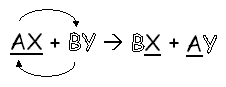 AX + BY → BX + AY